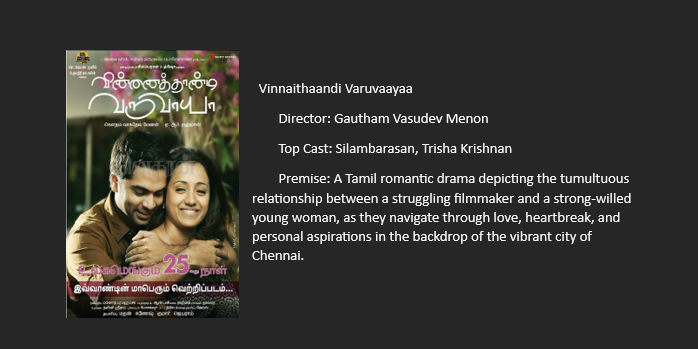 விண்ணைத்தாண்டி
வருவாயா
உலகமெங்கும் 25வது நாள்
இவ்வாண்டின் மாபெரும் வெற்றிப்படம்...
Vinnaithaandi Varuvaayaa
Director: Gautham Vasudev Menon
Top Cast: Silambarasan, Trisha Krishnan
Premise: A Tamil romantic drama depicting the tumultuous
relationship between a struggling filmmaker and a strong-willed
young woman, as they navigate through love, heartbreak, and
personal aspirations in the backdrop of the vibrant city of
Chennai.